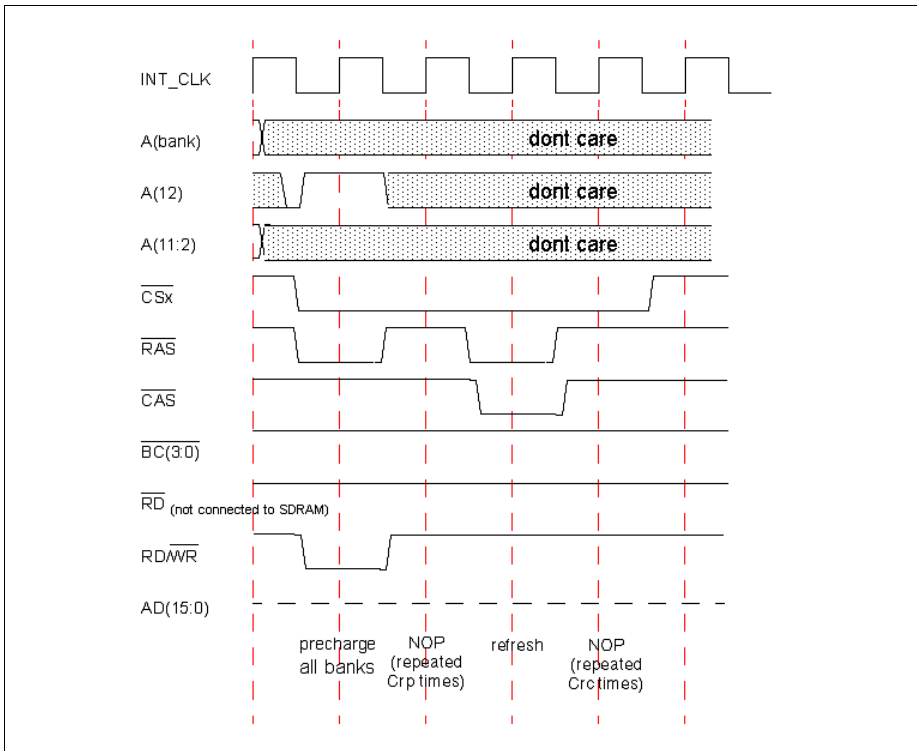 INT_CLK
A(bank)
dont care
A(12)
dont care
A(11:2)
dont care
CSx
RAS
CAS
BC(3:0)
RD (not connected to SDRAM)
RD/WR
AD(15:0)
precharge
all banks
NOP
(repeated
Crp times)
refresh
NOP
(repeated
Crc times)